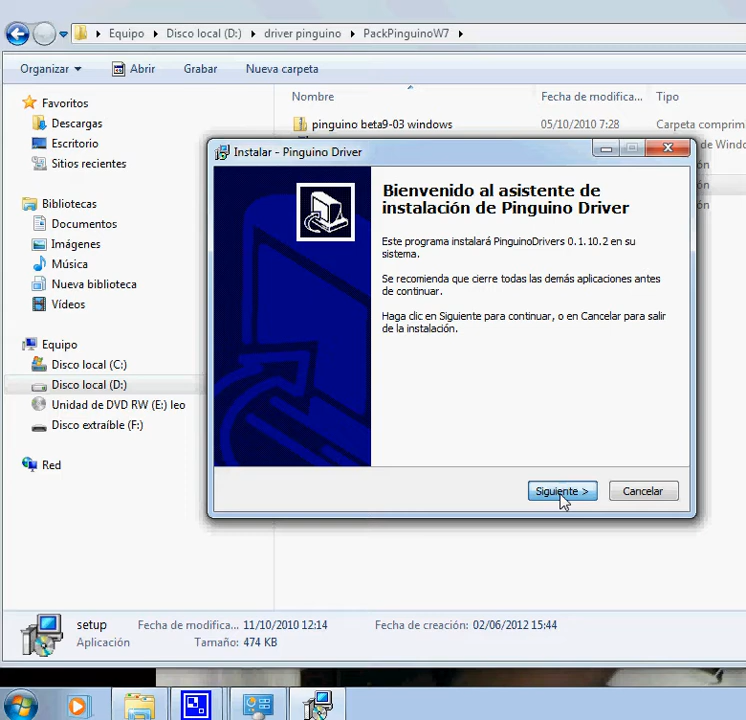 Equipo ▸ Disco local (D:) ▸ driver pinguino ▸ PackPinguinoW7 ▸
Organizar Abrir Grabar Nueva carpeta
Nombre Fecha de modifica... Tipo
pinguino beta9-03 windows 05/10/2010 7:28 Carpeta comprim
de Windo
Favoritos
Descargas
Escritorio
Sitios recientes
Bibliotecas
Documentos
Imágenes
Música
Nueva biblioteca
Vídeos
Equipo
Disco local (C:)
Disco local (D:)
Unidad de DVD RW (E:) leo
Disco extraíble (F:)
Red
Instalar - Pinguino Driver
Bienvenido al asistente de
instalación de Pinguino Driver
Este programa instalará PinguinoDrivers 0.1.10.2 en su
sistema.
Se recomienda que cierre todas las demás aplicaciones antes
de continuar.
Haga clic en Siguiente para continuar, o en Cancelar para salir
de la instalación.
Siguiente > Cancelar
setup Fecha de modifica... 11/10/2010 12:14 Fecha de creación: 02/06/2012 15:44
Aplicación Tamaño: 474 KB